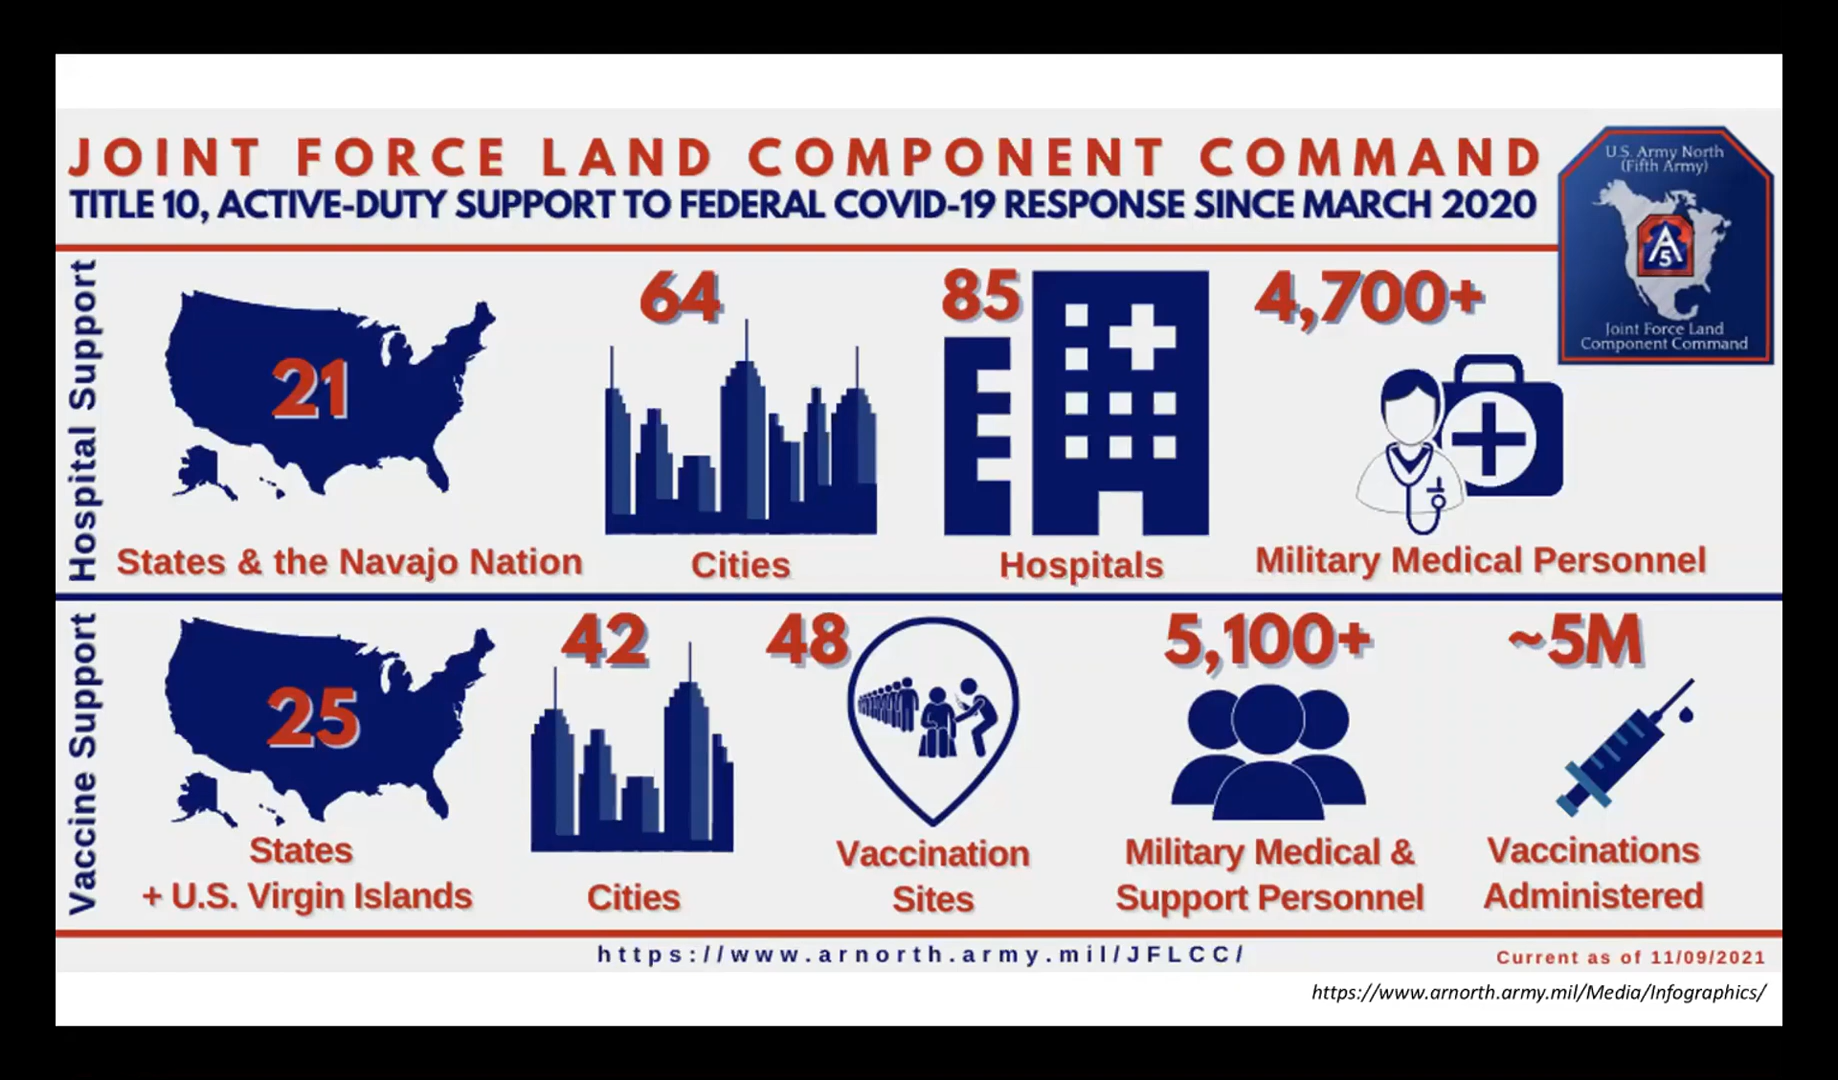 JOINT FORCE LAND COMPONENT COMMAND
TITLE 10, ACTIVE-DUTY SUPPORT TO FEDERAL COVID-19 RESPONSE SINCE MARCH 2020
U.S. Army North
(Fifth Army)
A
5
Joint Force Land
Component Command
Hospital Support
21
States & the Navajo Nation
64
Cities
85
Hospitals
4,700+
Military Medical Personnel
Vaccine Support
25
States
+ U.S. Virgin Islands
42
Cities
48
Vaccination
Sites
5,100+
Military Medical &
Support Personnel
~5M
Vaccinations
Administered
https://www.arnorth.army.mil/JFLCC/
Current as of 11/09/2021
https://www.arnorth.army.mil/Media/Infographics/